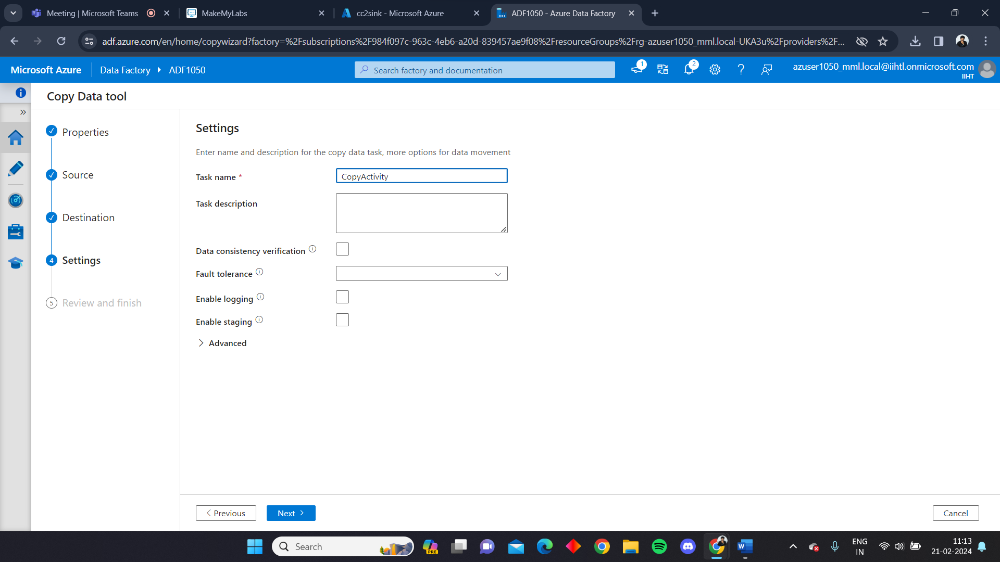 Meeting | Microsoft Teams
MakeMyLabs
cc2sink - Microsoft Azure
ADF1050 - Azure Data Factory
adf.azure.com/en/home/copywizard?factory=%2Fsubscriptions%2F984f097c-963c-4eb6-a20d-839457ae9f08%2FresourceGroups%2Frg-azuser1050_mml.local-UKA3u%2Fproviders%2F...
Microsoft Azure
Data Factory
ADF1050
Search factory and documentation
1
2
azuser1050_mml.local@iihtl.onmicrosoft.com
IIHT
Copy Data tool
Properties
Source
Destination
4 Settings
5 Review and finish
Settings
Enter name and description for the copy data task, more options for data movement
Task name *
CopyActivity
Task description
Data consistency verification
Fault tolerance
Enable logging
Enable staging
Advanced
Previous
Next
Cancel
Search
PRE
ENG
IN
11:13
21-02-2024